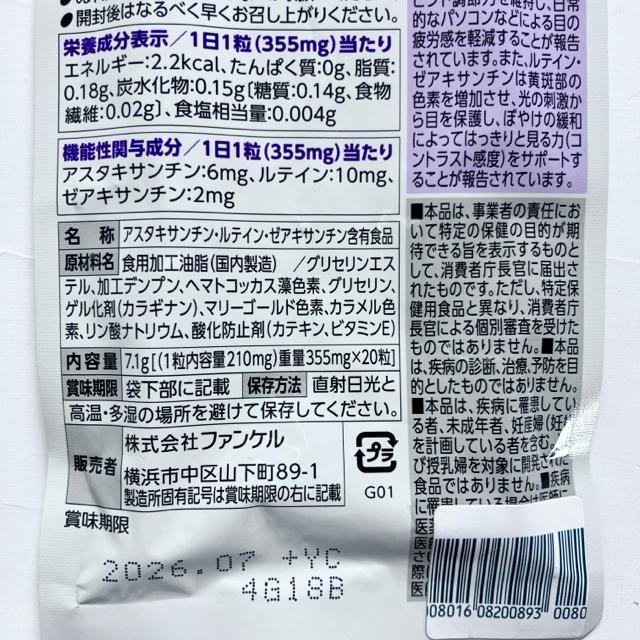 ●開封後はなるべく早くお召し上がりください。
栄養成分表示／1日1粒(355mg)当たり
エネルギー:2.2kcal、たんぱく質:0g、脂質:
0.18g、炭水化物:0.15g〔糖質:0.14g、食物
繊維:0.02g〕、食塩相当量:0.004g
機能性関与成分／1日1粒(355mg)当たり
アスタキサンチン:6mg、ルテイン:10mg、
ゼアキサンチン:2mg
名 称 アスタキサンチン・ルテイン・ゼアキサンチン含有食品
原材料名 食用加工油脂(国内製造) ／グリセリンエス
テル、加工デンプン、ヘマトコッカス藻色素、グリセリン、
ゲル化剤(カラギナン)、マリーゴールド色素、カラメル色
素、リン酸ナトリウム、酸化防止剤(カテキン、ビタミンE)
内容量 7.1g[(1粒内容量210mg)重量355mg×20粒]
賞味期限 袋下部に記載 保存方法 直射日光と
高温・多湿の場所を避けて保存してください。
販売者 株式会社ファンケル
横浜市中区山下町89-1
製造所固有記号は賞味期限の右に記載
プラ
G01
賞味期限
2026.07 +YC
4G18B
ピント調節力を維持し、日常
的なパソコンなどによる目の
疲労感を軽減することが報告
されています。また、ルテイン・
ゼアキサンチンは黄斑部の
色素を増加させ、光の刺激か
ら目を保護し、ぼやけの緩和
によってはっきりと見る力(コ
ントラスト感度)をサポートす
ることが報告されています。
■本品は、事業者の責任にお
いて特定の保健の目的が期
待できる旨を表示するものと
して、消費者庁長官に届出さ
れたものです。ただし、特定保
健用食品と異なり、消費者庁
長官による個別審査を受けた
ものではありません。■本品
は、疾病の診断、治療、予防を目
的としたものではありません。
■本品は、疾病に罹患してい
る者、未成年者、妊産婦(妊娠
を計画している者を含む。)及
び授乳婦を対象に開発された
食品ではありません。■疾病
に罹患している場合は医師に
008016 08200893 0080